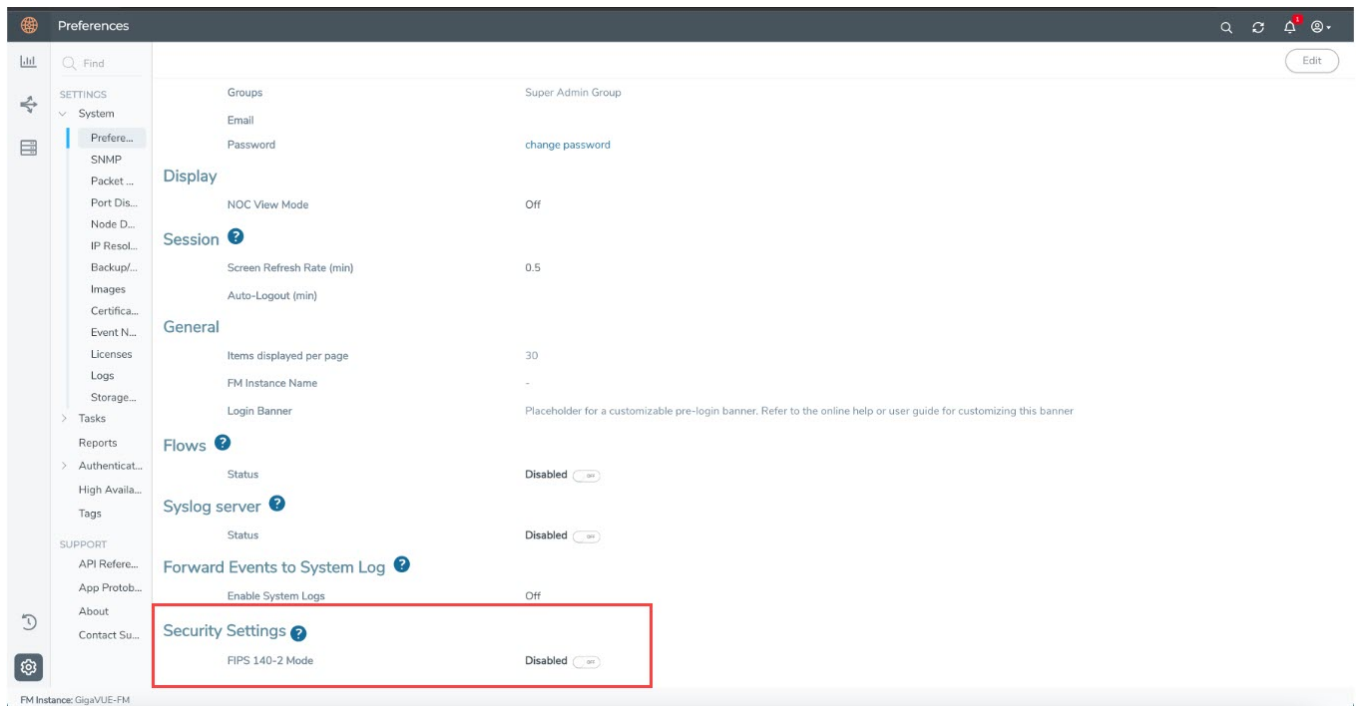 Preferences
1
Find
Edit
SETTINGS
System
Prefere...
SNMP
Packet ...
Port Dis...
Node D...
IP Resol...
Backup/...
Images
Certifica...
Event N...
Licenses
Logs
Storage...
Tasks
Reports
Authenticat...
High Availa...
Tags
SUPPORT
API Refere...
App Protob...
About
Contact Su...
Groups Super Admin Group
Email
Password change password
Display
NOC View Mode Off
Session ?
Screen Refresh Rate (min) 0.5
Auto-Logout (min)
General
Items displayed per page 30
FM Instance Name -
Login Banner Placeholder for a customizable pre-login banner. Refer to the online help or user guide for customizing this banner
Flows ?
Status Disabled OFF
Syslog server ?
Status Disabled OFF
Forward Events to System Log ?
Enable System Logs Off
Security Settings ?
FIPS 140-2 Mode Disabled OFF
FM Instance: GigaVUE-FM